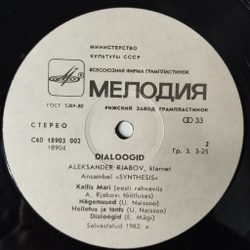 МИНИСТЕРСТВО
КУЛЬТУРЫ СССР
ВСЕСОЮЗНАЯ ФИРМА ГРАМПЛАСТИНОК
МЕЛОДИЯ
ГОСТ 5289-80
РИЖСКИЙ ЗАВОД ГРАМПЛАСТИНОК
СТЕРЕО
33
С60 18903 002
18904
2
Гр. 3. 3-25
DIALOOGID
ALEKSANDER RJABOV, klarnet
Ansambel «SYNTHESIS»
Kallis Mari (eesti rahvaviis
A. Rjabovi töötluses)
Nägemused (U. Naissoo)
Helletus ja tants (U. Naissoo)
Dialoogid (E. Mägi)
Salvestatud 1982. a.